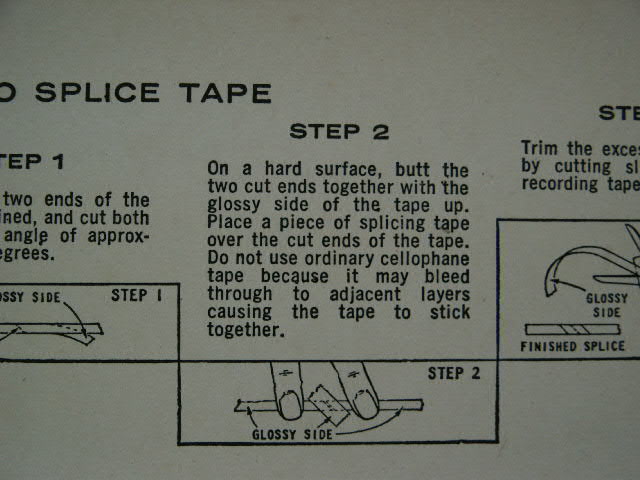 O SPLICE TAPE
TEP 1
two ends of the
ined, and cut both
angle of approx-
egrees.
OSSY SIDE
STEP 1
STEP 2
On a hard surface, butt the
two cut ends together with the
glossy side of the tape up.
Place a piece of splicing tape
over the cut ends of the tape.
Do not use ordinary cellophane
tape because it may bleed
through to adjacent layers
causing the tape to stick
together.
STEP 2
GLOSSY SIDE
STE
Trim the exces
by cutting sl
recording tape
GLOSSY
SIDE
FINISHED SPLICE